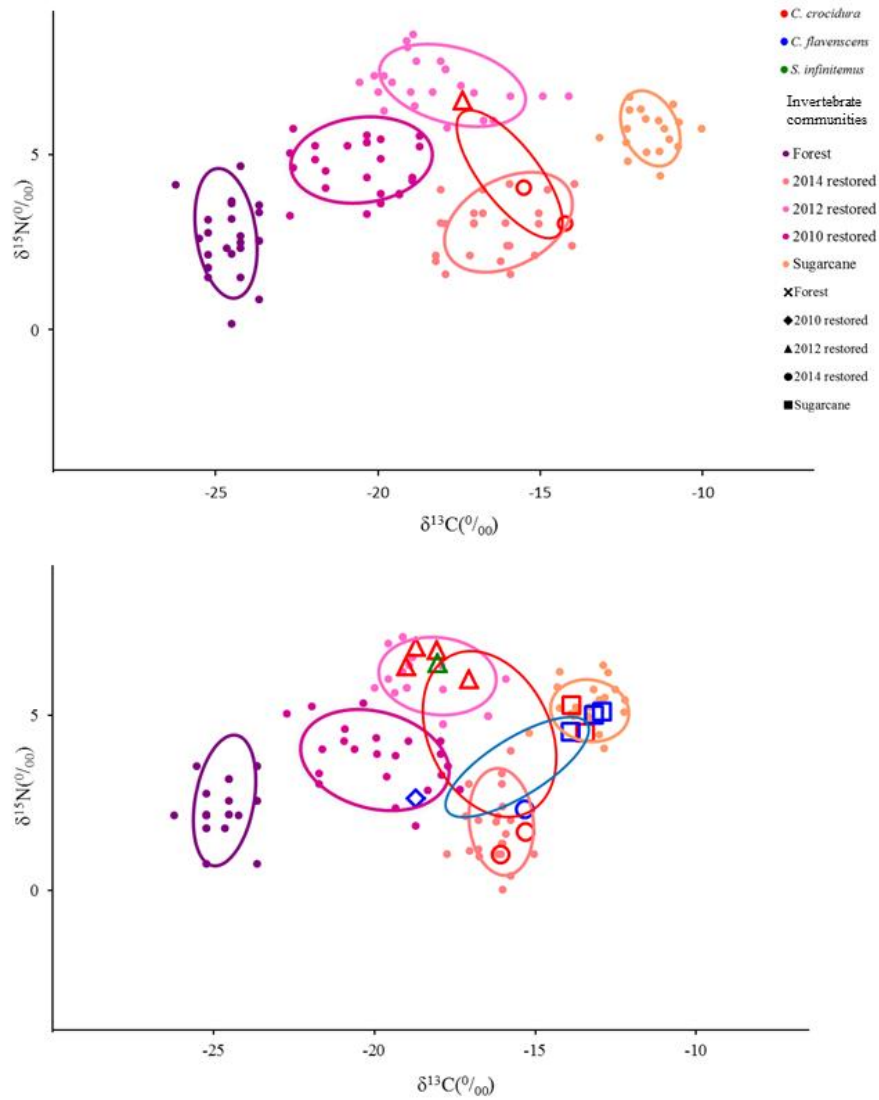 C. crocidura
C. flavenscens
S. infinitemus
Invertebrate
communities
Forest
2014 restored
2012 restored
2010 restored
Sugarcane
Forest
2010 restored
2012 restored
2014 restored
Sugarcane
5
δ15N(0/00)
0
-25 -20 -15 -10
δ13C(0/00)
5
δ15N(0/00)
0
-25 -20 -15 -10
δ13C(0/00)